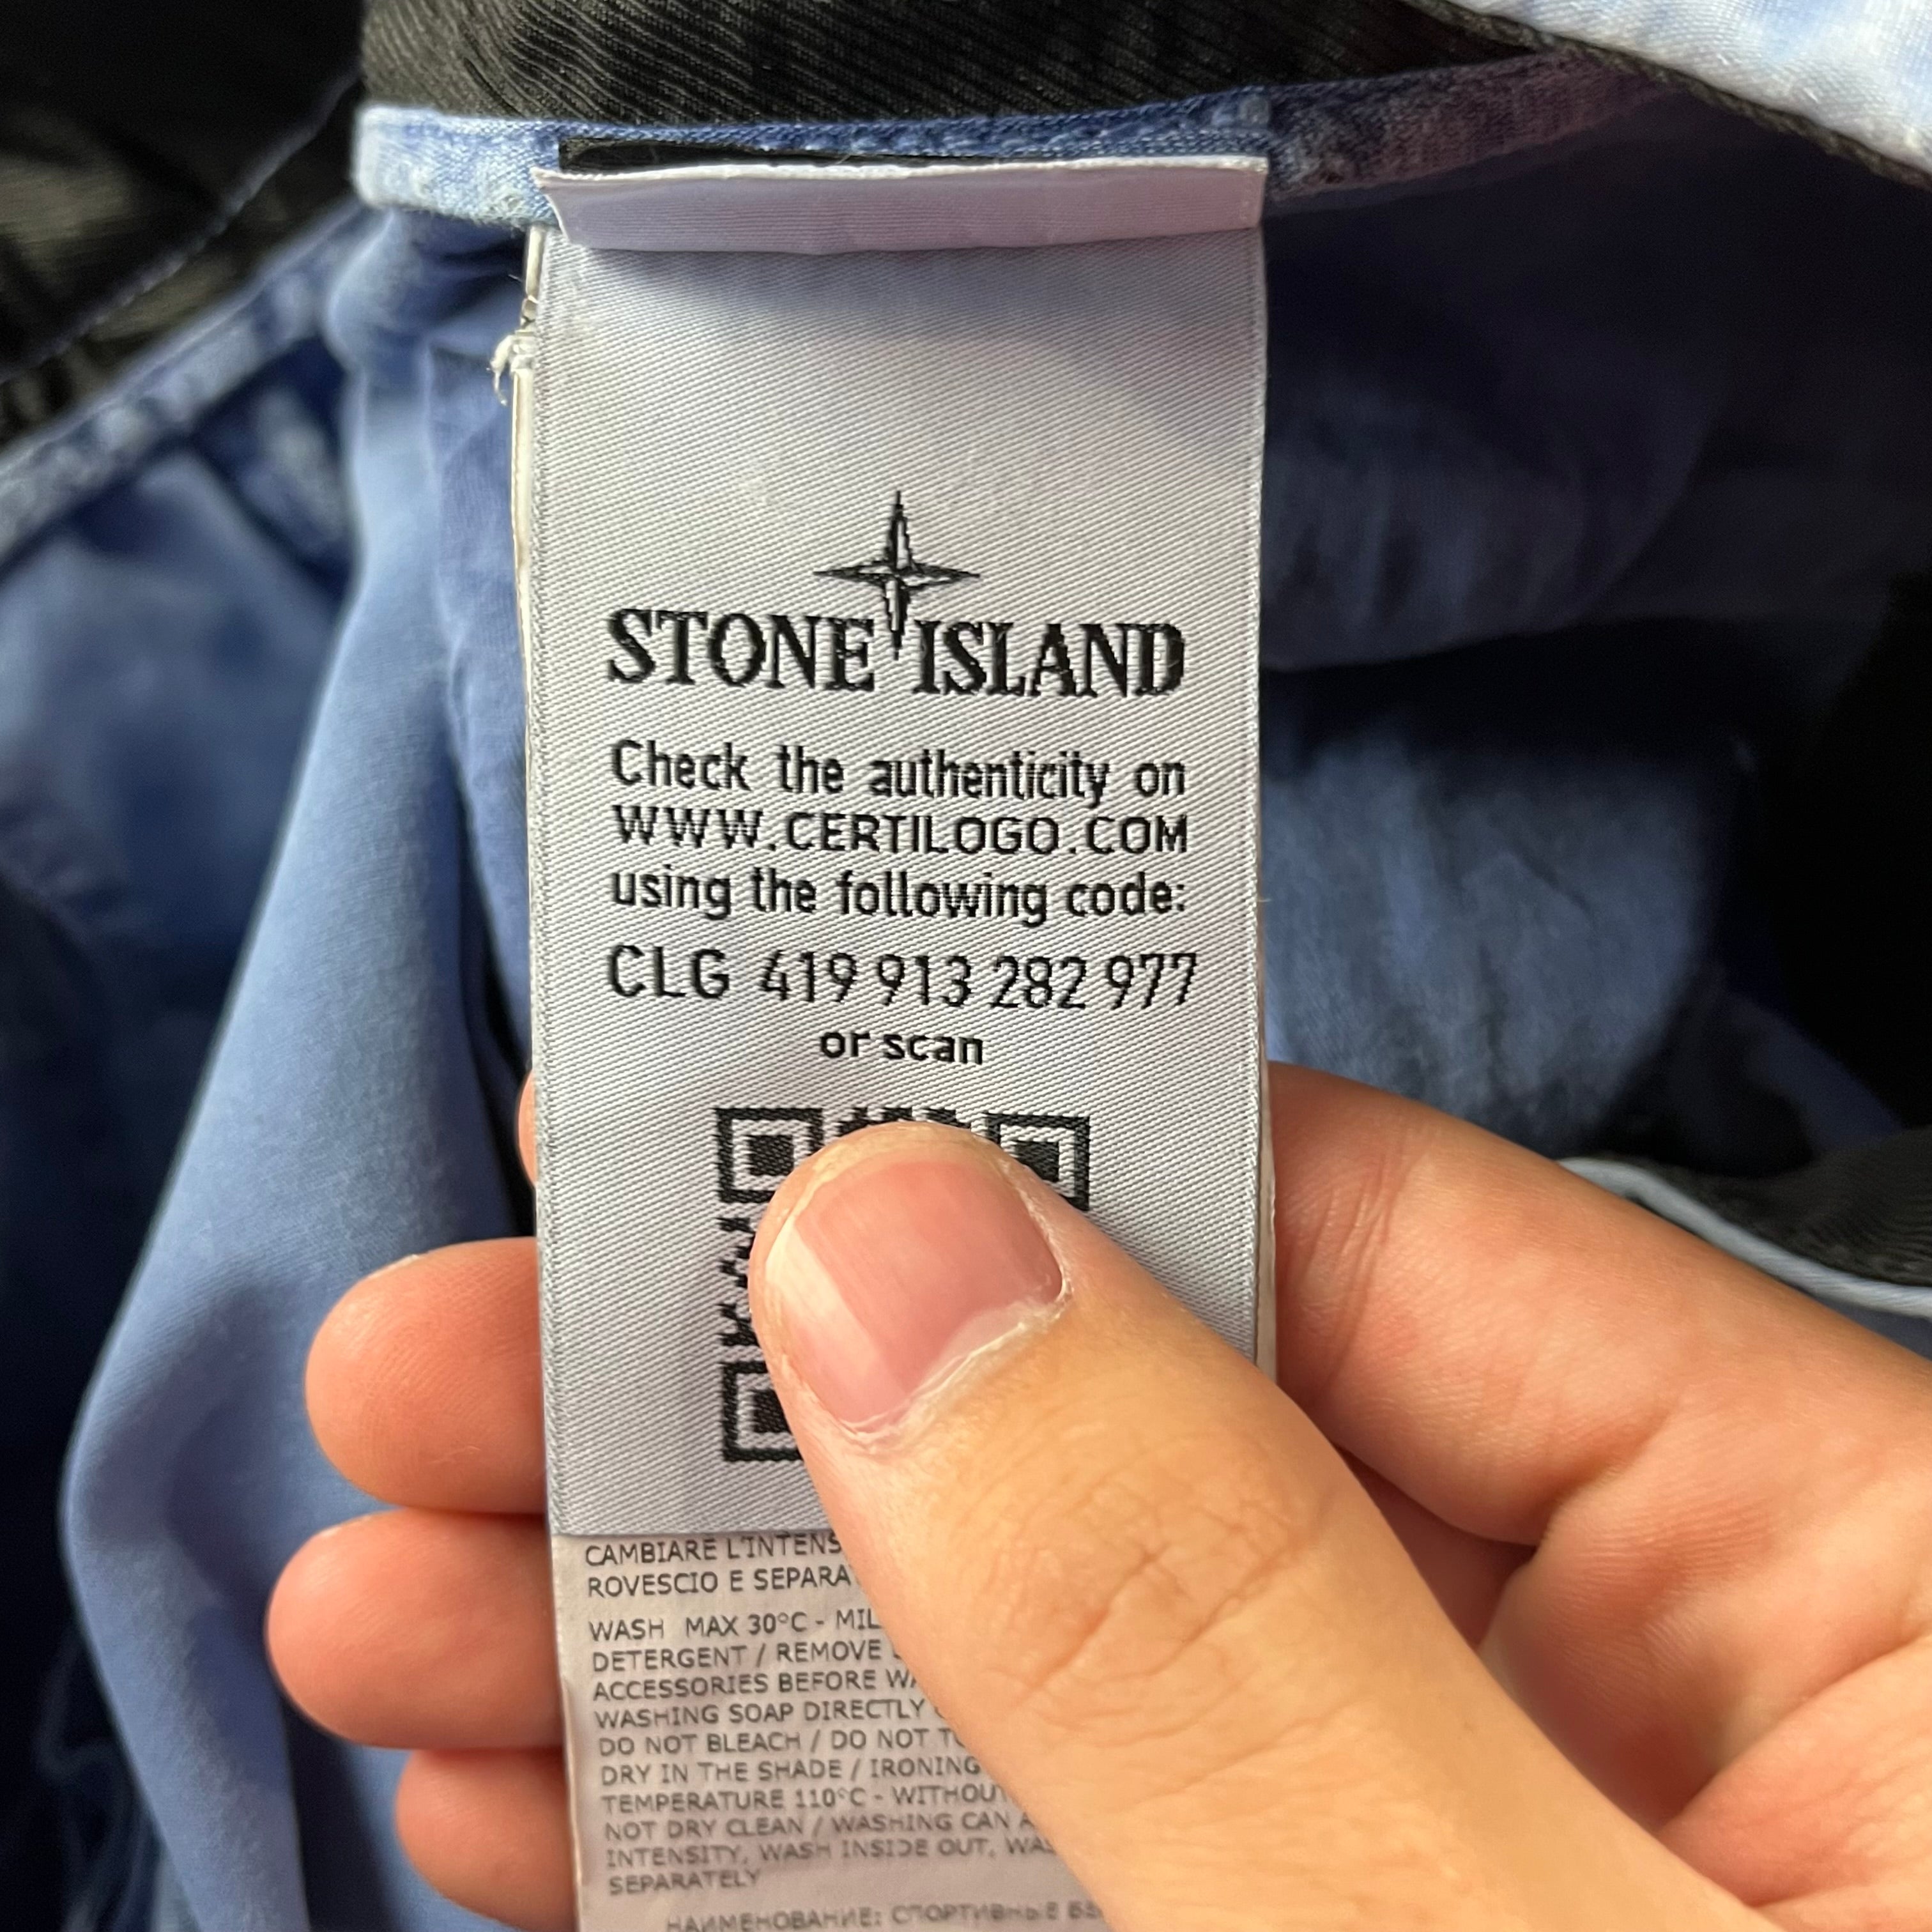 STONE ISLAND
Check the authenticity on
WWW.CERTILOGO.COM
using the following code:
CLG 419 913 282 977
or scan
CAMBIARE L'INTENS
ROVESCIO E SEPARA
WASH MAX 30°C - MIL
DETERGENT / REMOVE
ACCESSORIES BEFORE WA
WASHING SOAP DIRECTLY
DO NOT BLEACH / DO NOT TU
DRY IN THE SHADE / IRONING
TEMPERATURE 110°C - WITHOUT
NOT DRY CLEAN / WASHING CAN A
INTENSITY, WASH INSIDE OUT, WAS
SEPARATELY
НАИМЕНОВАНИЕ: СПОРТИВНЫЕ